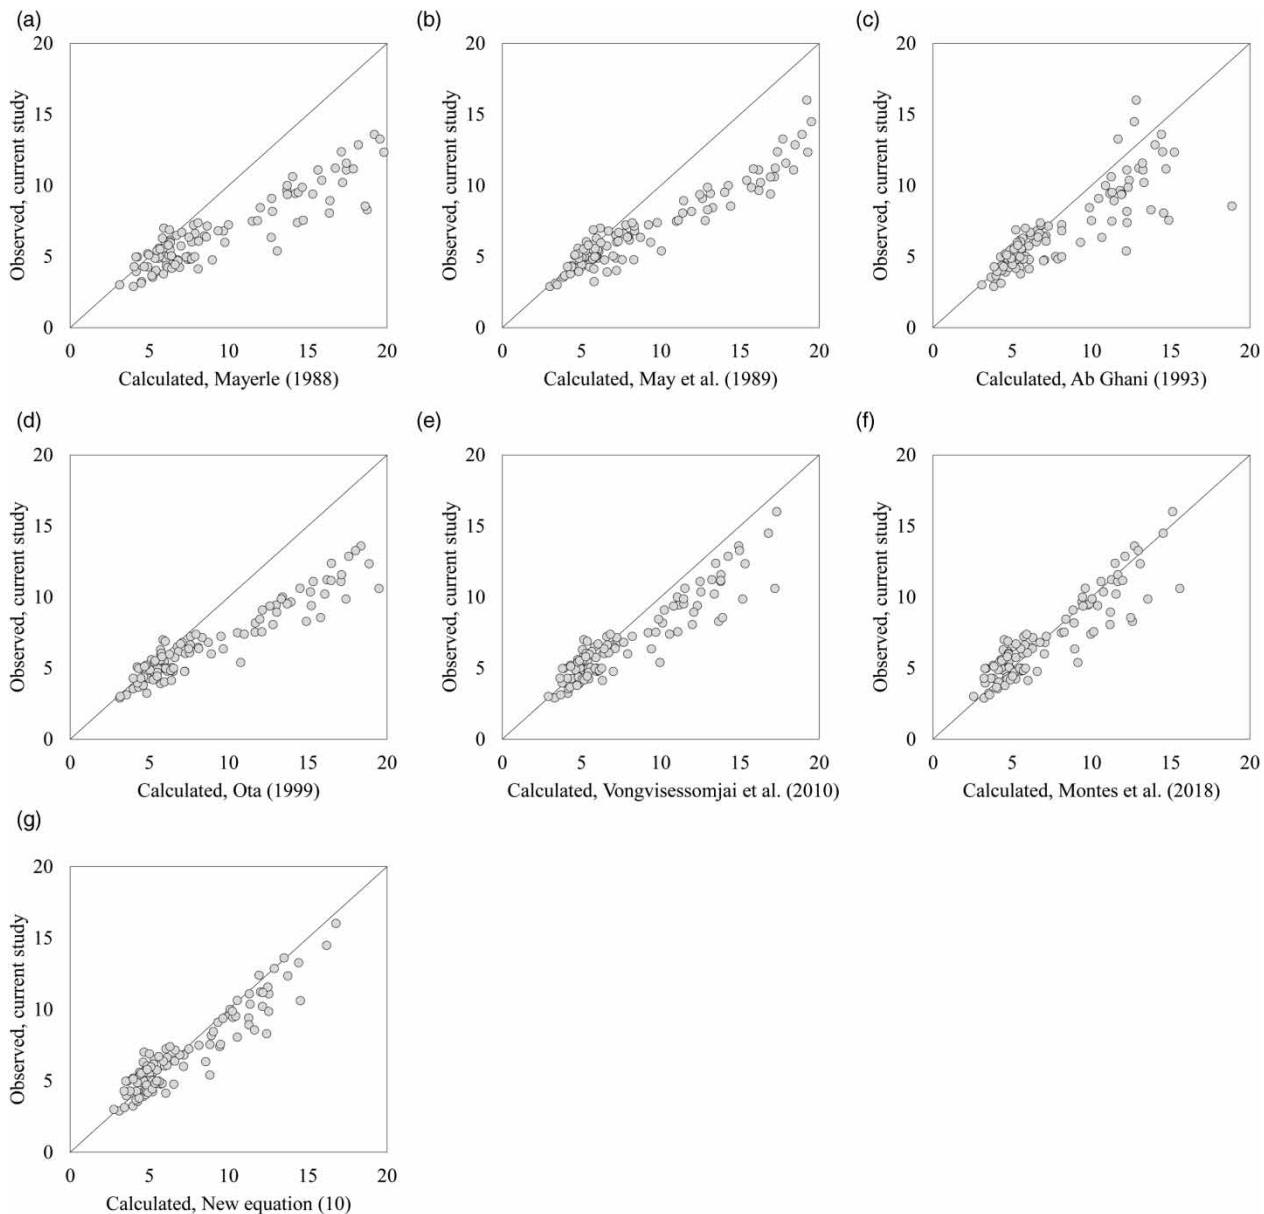 (a)
20
15
10
5
0
0 5 10 15 20
Observed, current study
Calculated, Mayerle (1988)
(b)
20
15
10
5
0
0 5 10 15 20
Observed, current study
Calculated, May et al. (1989)
(c)
20
15
10
5
0
0 5 10 15 20
Observed, current study
Calculated, Ab Ghani (1993)
(d)
20
15
10
5
0
0 5 10 15 20
Observed, current study
Calculated, Ota (1999)
(e)
20
15
10
5
0
0 5 10 15 20
Observed, current study
Calculated, Vongvisessomjai et al. (2010)
(f)
20
15
10
5
0
0 5 10 15 20
Observed, current study
Calculated, Montes et al. (2018)
(g)
20
15
10
5
0
0 5 10 15 20
Observed, current study
Calculated, New equation (10)